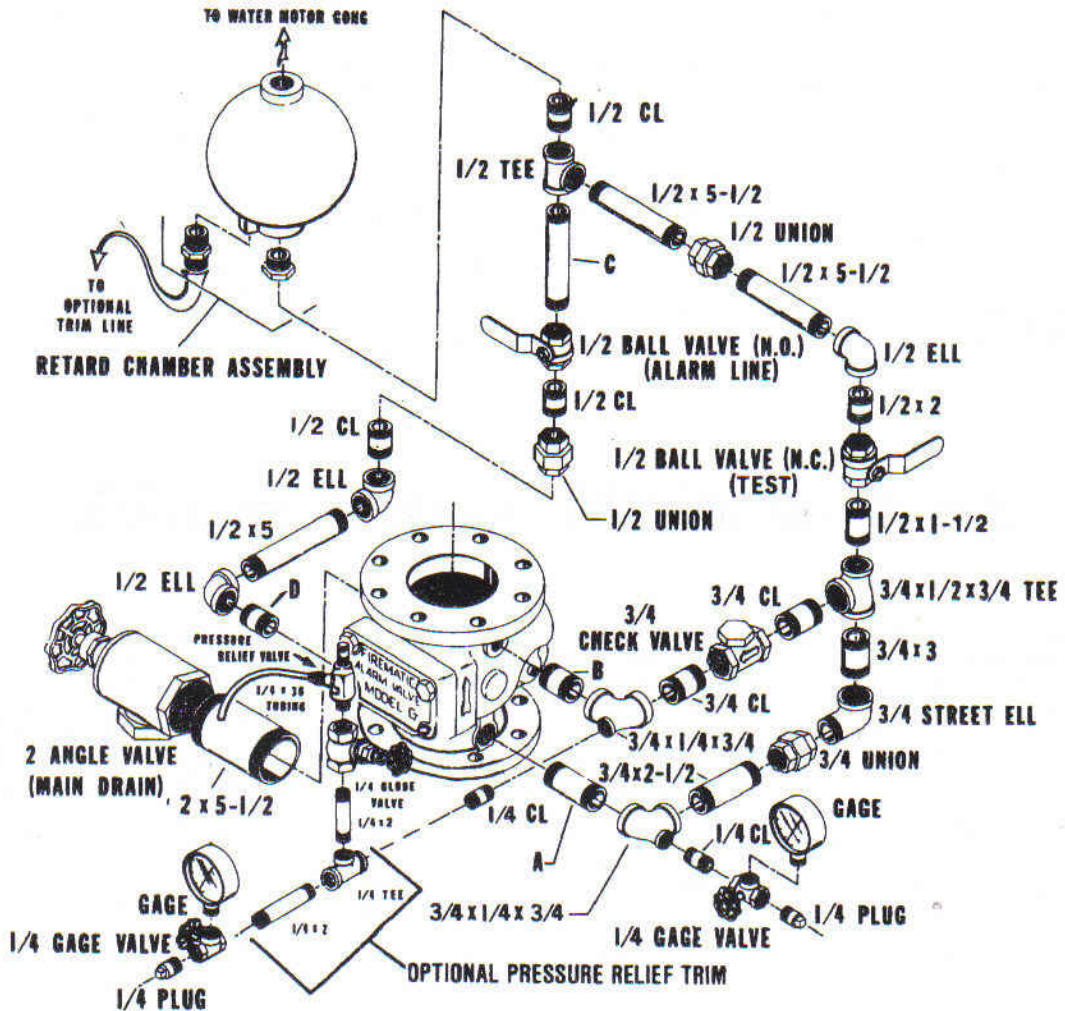 TO WATER MOTOR GONG
1/2 CL
1/2 TEE
1/2 x 5-1/2
1/2 UNION
C
1/2 x 5-1/2
TO
OPTIONAL
TRIM LINE
RETARD CHAMBER ASSEMBLY
1/2 BALL VALVE (N.O.)
(ALARM LINE)
1/2 ELL
1/2 CL
1/2 x 2
1/2 CL
1/2 ELL
1/2 BALL VALVE (N.C.)
(TEST)
1/2 UNION
1/2 x 1-1/2
1/2 x 5
1/2 ELL
D
3/4 CL
3/4 x 1/2 x 3/4 TEE
3/4
CHECK VALVE
PRESSURE
RELIEF VALVE
B
3/4 x 3
FIREMATIC
ALARM VALVE
MODEL G
1/4 x 36
TUBING
3/4 CL
3/4 STREET ELL
3/4 x 1/4 x 3/4
2 ANGLE VALVE
(MAIN DRAIN)
2 x 5-1/2
3/4 x 2-1/2
3/4 UNION
1/4 GLOBE
VALVE
1/4 x 2
1/4 CL
A
1/4 CL
GAGE
GAGE
1/4 TEE
3/4 x 1/4 x 3/4
1/4 x 2
1/4 GAGE VALVE
1/4 PLUG
1/4 GAGE VALVE
OPTIONAL PRESSURE RELIEF TRIM
1/4 PLUG